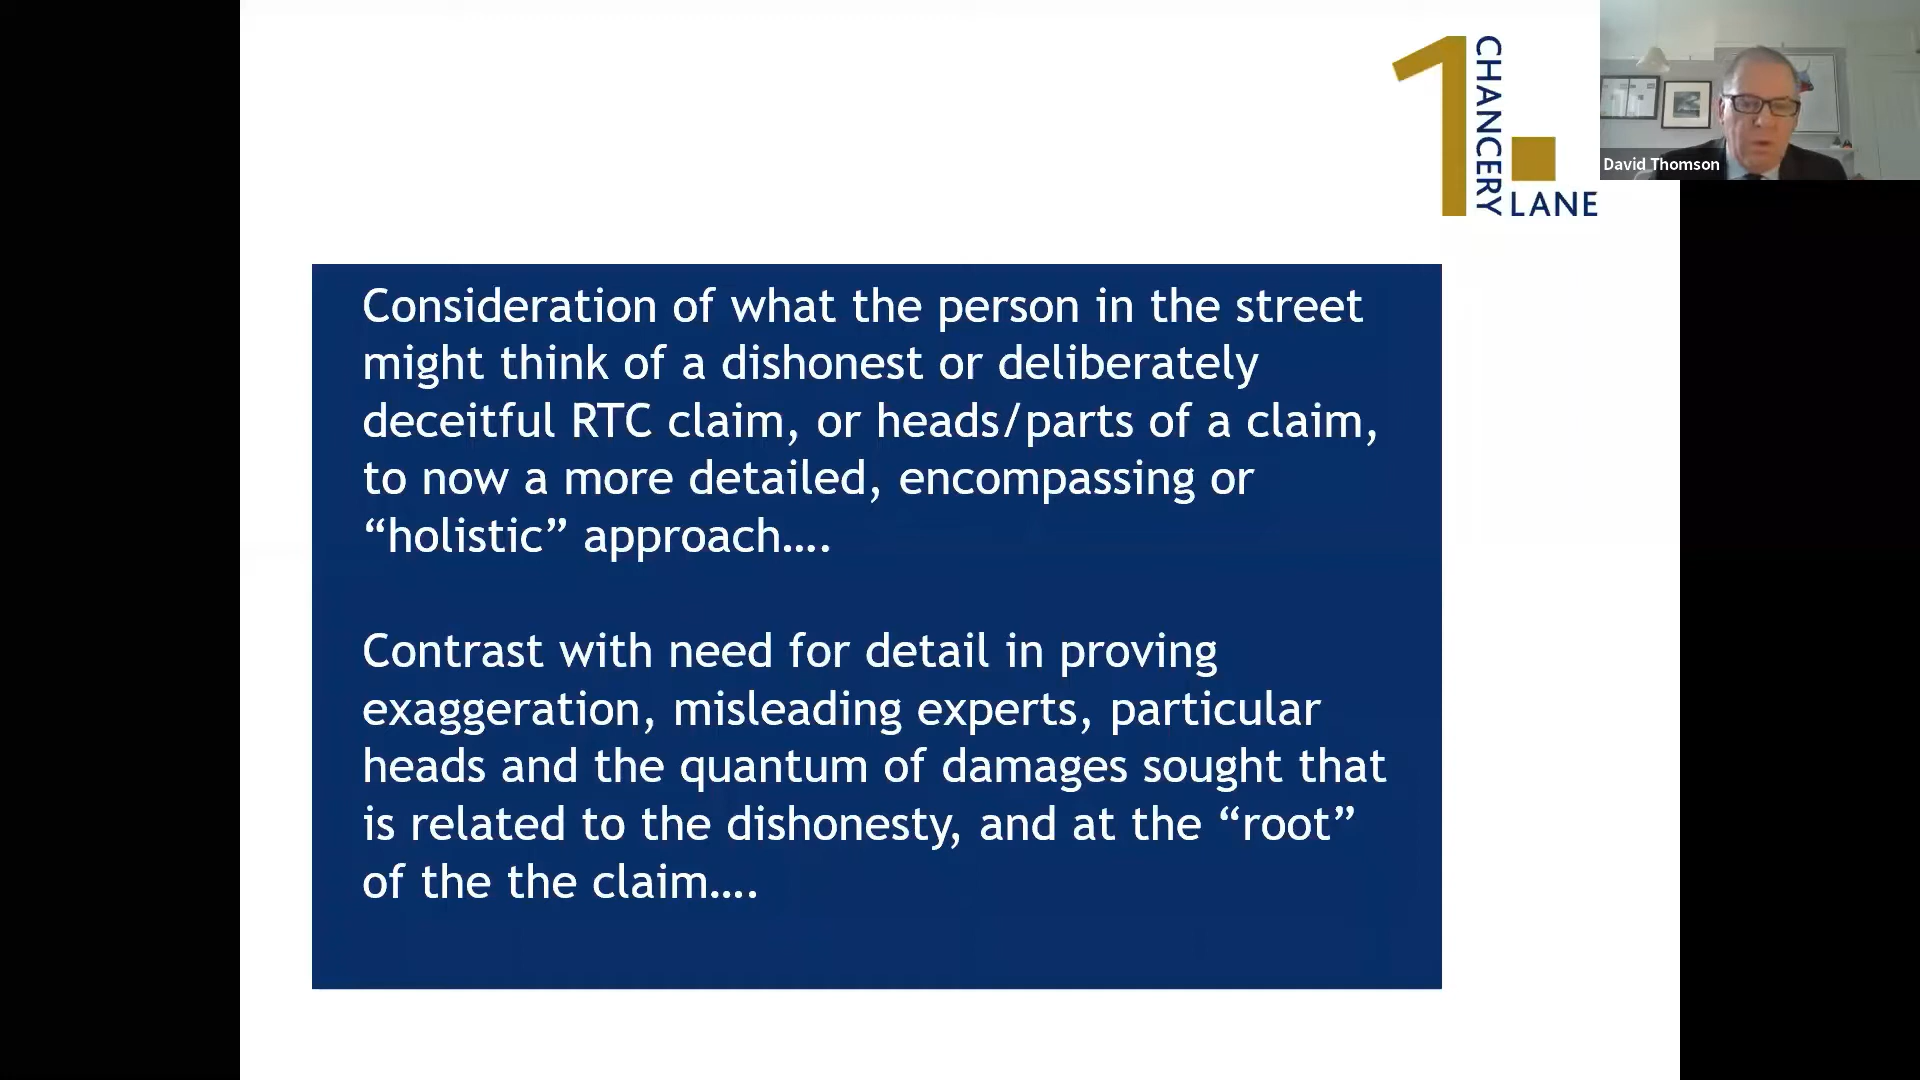 CHANCERY
LANE
David Thomson
Consideration of what the person in the street
might think of a dishonest or deliberately
deceitful RTC claim, or heads/parts of a claim,
to now a more detailed, encompassing or
“holistic” approach....
Contrast with need for detail in proving
exaggeration, misleading experts, particular
heads and the quantum of damages sought that
is related to the dishonesty, and at the “root”
of the the claim....